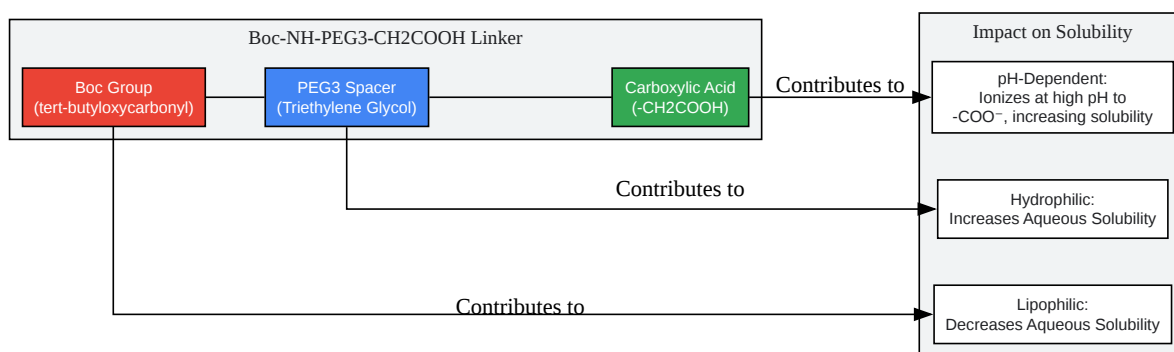 Boc-NH-PEG3-CH2COOH Linker
Boc Group
(tert-butyloxycarbonyl)
PEG3 Spacer
(Triethylene Glycol)
Carboxylic Acid
(-CH2COOH)
Contributes to
Contributes to
Contributes to
Impact on Solubility
pH-Dependent:
Ionizes at high pH to
-COO⁻, increasing solubility
Hydrophilic:
Increases Aqueous Solubility
Lipophilic:
Decreases Aqueous Solubility